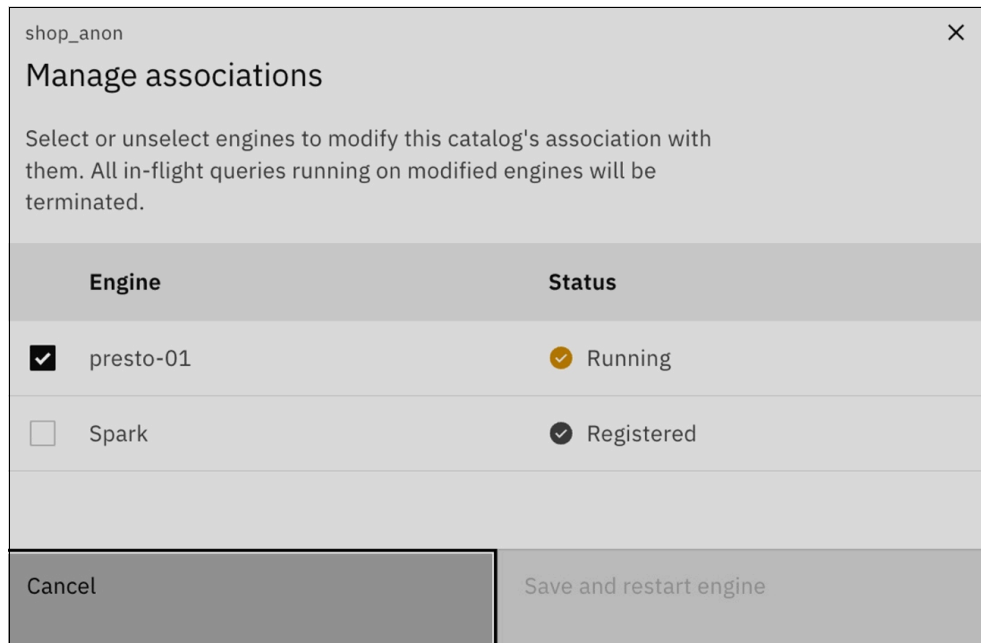 shop_anon
Manage associations
Select or unselect engines to modify this catalog's association with
them. All in-flight queries running on modified engines will be
terminated.
Engine Status
presto-01 Running
Spark Registered
Cancel Save and restart engine